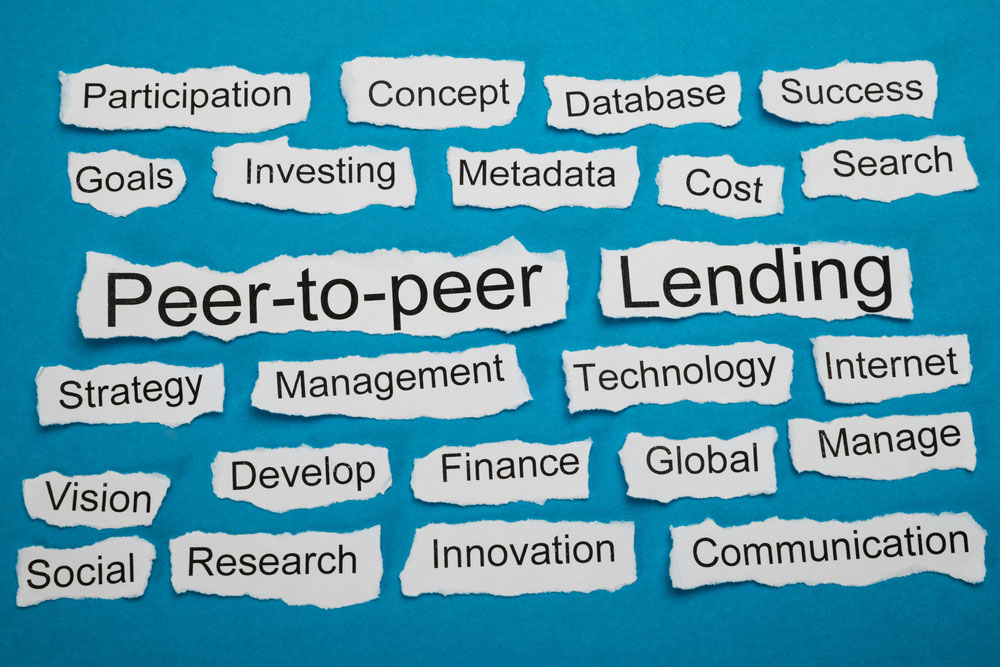 Participation Concept Database Success
Goals Investing Metadata Cost Search
Peer-to-peer Lending
Strategy Management Technology Internet
Vision Develop Finance Global Manage
Social Research Innovation Communication